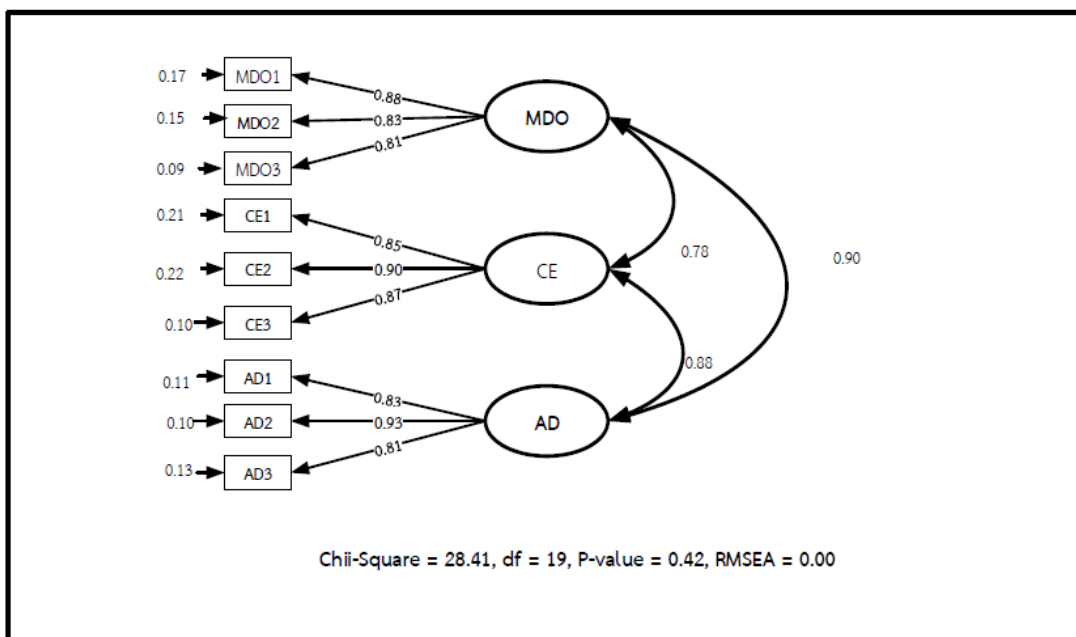 0.17 MDO1
0.88
0.15 MDO2
0.83
MDO
0.09 MDO3
0.81
0.21 CE1
0.85
0.78
0.90
0.22 CE2
0.90
CE
0.10 CE3
0.87
0.11 AD1
0.83
0.88
0.10 AD2
0.93
AD
0.13 AD3
0.81
Chii-Square = 28.41, df = 19, P-value = 0.42, RMSEA = 0.00